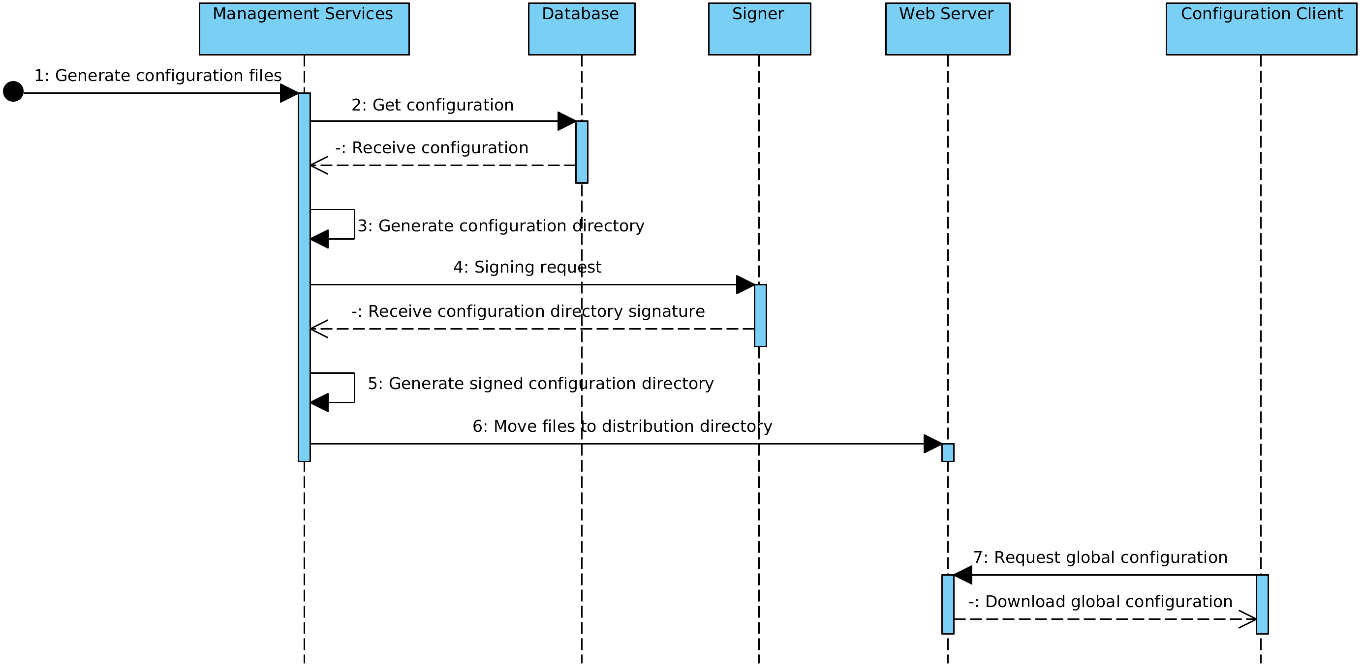 Management Services
Database
Signer
Web Server
Configuration Client
1: Generate configuration files
2: Get configuration
-: Receive configuration
3: Generate configuration directory
4: Signing request
-: Receive configuration directory signature
5: Generate signed configuration directory
6: Move files to distribution directory
7: Request global configuration
-: Download global configuration